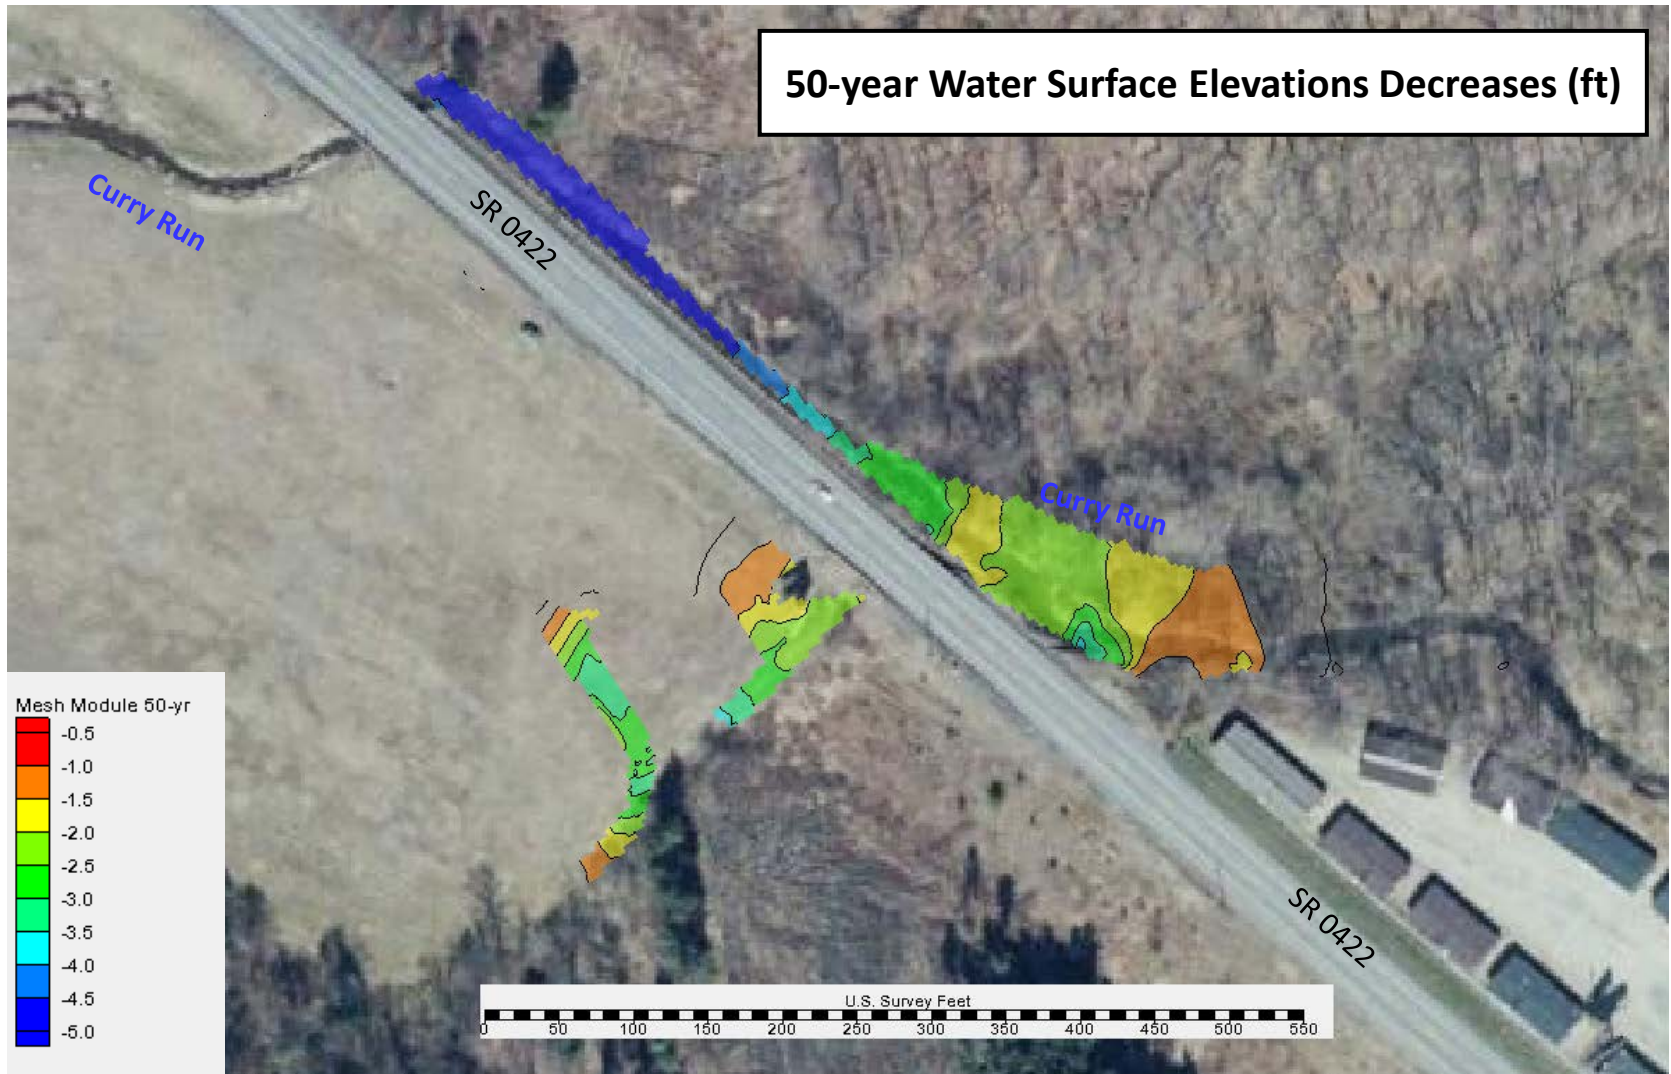 50-year Water Surface Elevations Decreases (ft)
Curry Run
SR 0422
Curry Run
Mesh Module 50-yr
-0.5
-1.0
-1.5
-2.0
-2.5
-3.0
-3.5
-4.0
-4.5
-5.0
SR 0422
U.S. Survey Feet
0 50 100 150 200 250 300 350 400 450 500 550